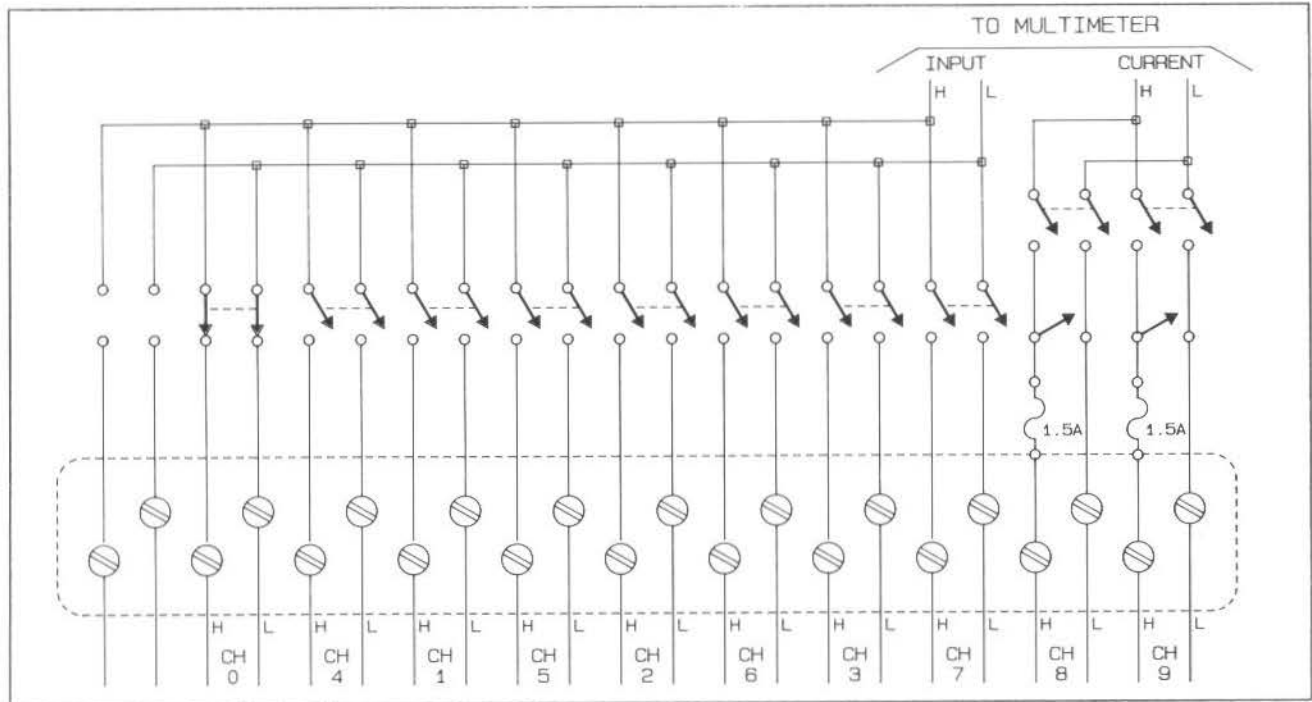 TO MULTIMETER
INPUT CURRENT
H L H L
1.5A 1.5A
H L H L H L H L H L H L H L H L H L H L
CH 0 CH 4 CH 1 CH 5 CH 2 CH 6 CH 3 CH 7 CH 8 CH 9